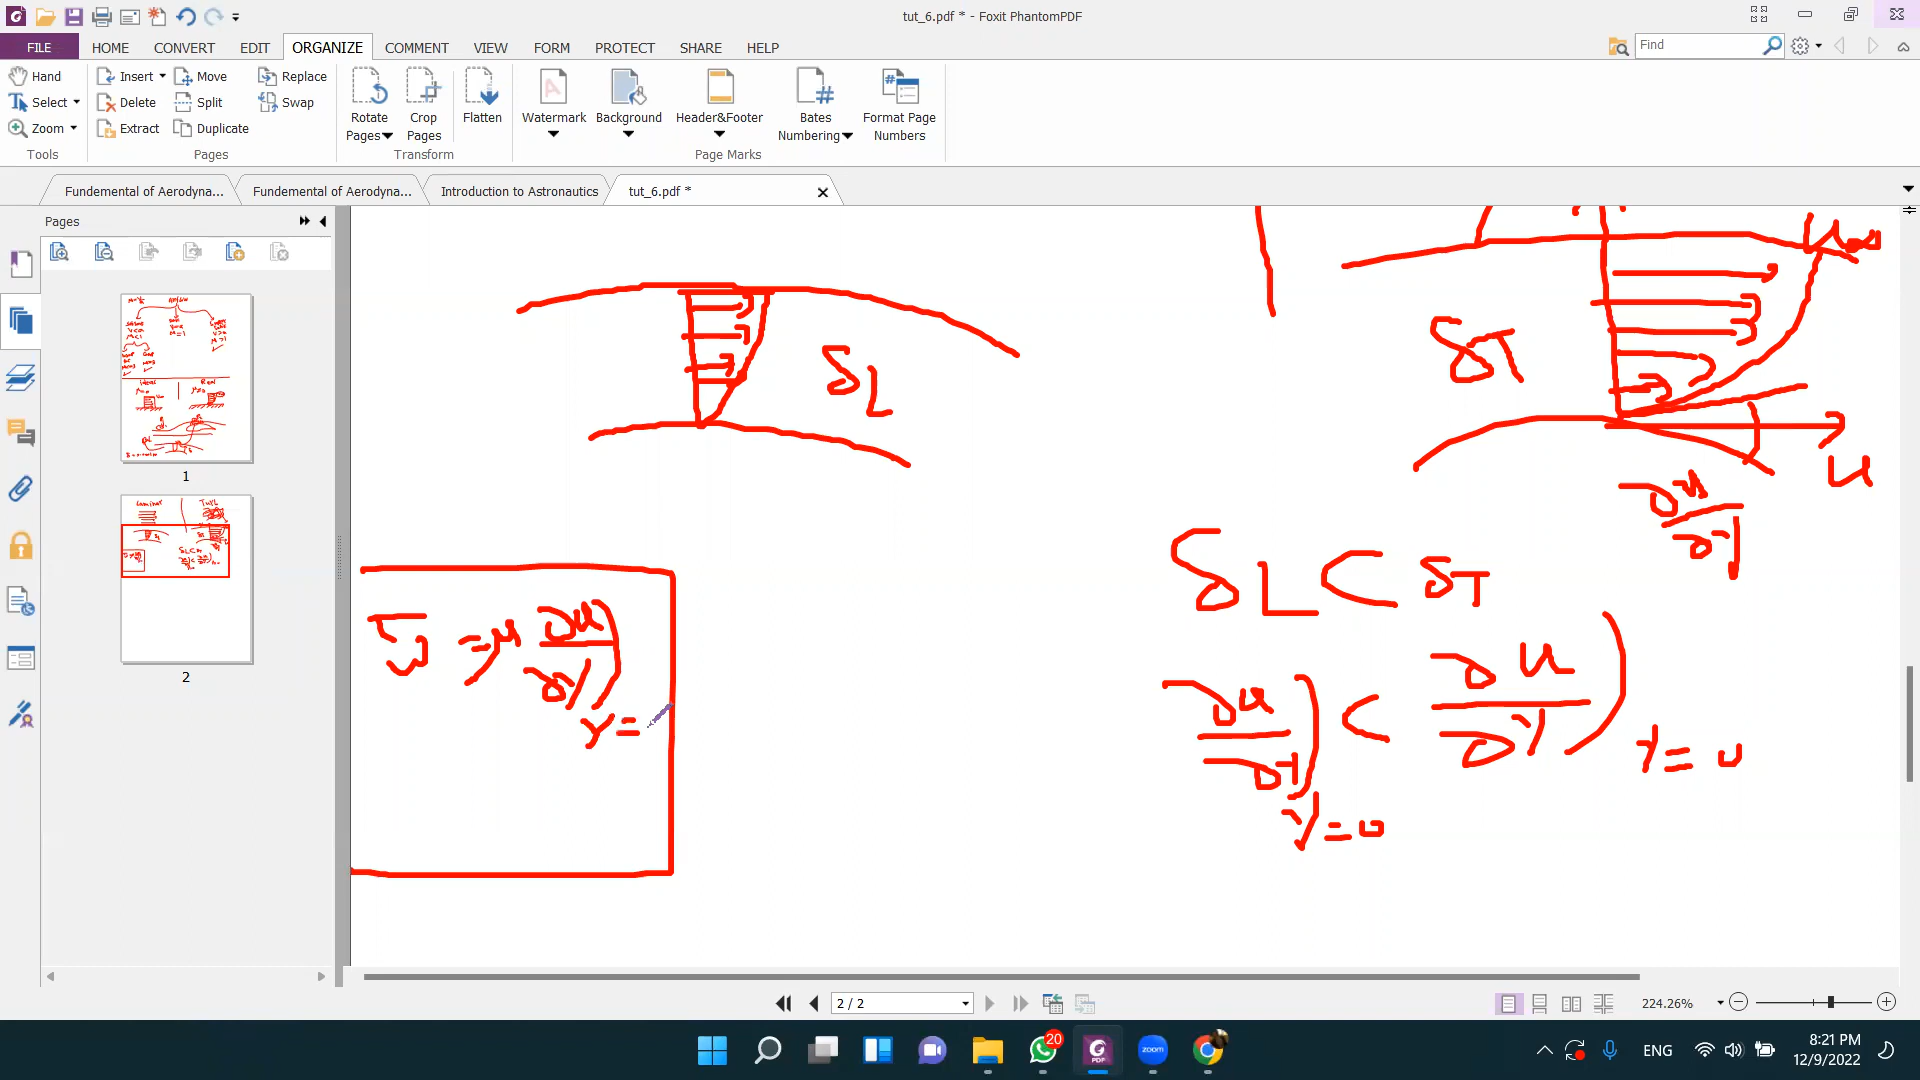 tut_6.pdf * - Foxit PhantomPDF
FILE HOME CONVERT EDIT ORGANIZE COMMENT VIEW FORM PROTECT SHARE HELP
Find
Hand Insert Move Replace
Select Delete Split Swap
Zoom Extract Duplicate
Rotate Pages Crop Pages Flatten
Watermark Background Header&Footer Bates Numbering Format Page Numbers
Tools Pages Transform Page Marks
Fundemental of Aerodyna... Fundemental of Aerodyna... Introduction to Astronautics tut_6.pdf *
Pages
1
2
δL
δT
u
∂u
∂y
δL < δT
τw = μ ∂u
∂y)
y =
∂u
∂y) < ∂u
∂y)
y = 0
y = 0
2 / 2
224.26%
20
zoom
PDF
ENG
8:21 PM
12/9/2022